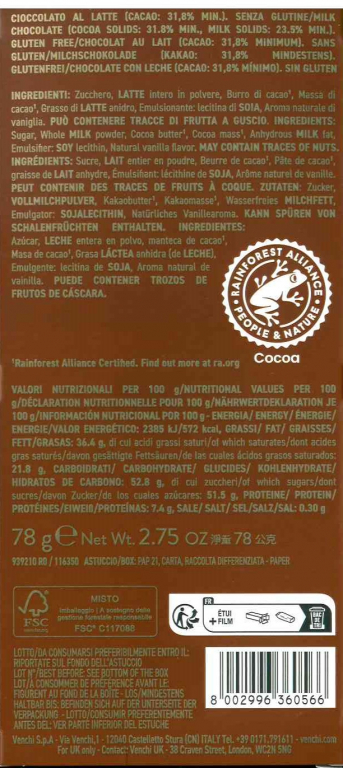 CIOCCOLATO AL LATTE (CACAO: 31,8% MIN.). SENZA GLUTINE/MILK
CHOCOLATE (COCOA SOLIDS: 31.8% MIN., MILK SOLIDS: 23.5% MIN.).
GLUTEN FREE/CHOCOLAT AU LAIT (CACAO: 31,8% MINIMUM). SANS
GLUTEN/MILCHSCHOKOLADE (KAKAO: 31,8% MINDESTENS).
GLUTENFREI/CHOCOLATE CON LECHE (CACAO: 31,8% MÍNIMO). SIN GLUTEN
INGREDIENTI: Zucchero, LATTE intero in polvere, Burro di cacao¹, Massa di
cacao¹, Grasso di LATTE anidro, Emulsionante: lecitina di SOIA, Aroma naturale di
vaniglia. PUÒ CONTENERE TRACCE DI FRUTTA A GUSCIO. INGREDIENTS:
Sugar, Whole MILK powder, Cocoa butter¹, Cocoa mass¹, Anhydrous MILK fat,
Emulsifier: SOY lecithin, Natural vanilla flavor. MAY CONTAIN TRACES OF NUTS.
INGRÉDIENTS: Sucre, LAIT entier en poudre, Beurre de cacao¹, Pâte de cacao¹,
graisse de LAIT anhydre, Émulsifiant: lécithine de SOJA, Arôme naturel de vanille.
PEUT CONTENIR DES TRACES DE FRUITS À COQUE. ZUTATEN: Zucker,
VOLLMILCHPULVER, Kakaobutter¹, Kakaomasse¹, Wasserfreies MILCHFETT,
Emulgator: SOJALECITHIN, Natürliches Vanillearoma. KANN SPUREN VON
SCHALENFRÜCHTEN ENTHALTEN. INGREDIENTES:
Azúcar, LECHE entera en polvo, manteca de cacao¹,
Masa de cacao¹, Grasa LÁCTEA anhidra (de LECHE),
Emulgente: lecitina de SOJA, Aroma natural de
vainilla. PUEDE CONTENER TROZOS DE
FRUTOS DE CÁSCARA.
RAINFOREST ALLIANCE
PEOPLE & NATURE
Cocoa
¹Rainforest Alliance Certified. Find out more at ra.org
VALORI NUTRIZIONALI PER 100 g/NUTRITIONAL VALUES PER 100
g/DÉCLARATION NUTRITIONNELLE POUR 100 g/NÄHRWERTDEKLARATION JE
100 g/INFORMACIÓN NUTRICIONAL POR 100 g - ENERGIA/ ENERGY/ ÉNERGIE/
ENERGIE/VALOR ENERGÉTICO: 2385 kJ/572 kcal, GRASSI/ FAT/ GRAISSES/
FETT/GRASAS: 36.4 g, di cui acidi grassi saturi/of which saturates/dont acides
gras saturés/davon gesättigte Fettsäuren/de las cuales ácidos grasos saturados:
21.8 g, CARBOIDRATI/ CARBOHYDRATE/ GLUCIDES/ KOHLENHYDRATE/
HIDRATOS DE CARBONO: 52.8 g, di cui zuccheri/of which sugars/dont
sucres/davon Zucker/de los cuales azúcares: 51.5 g, PROTEINE/ PROTEIN/
PROTÉINES/EIWEIß/PROTEÍNAS: 7.4 g, SALE/ SALT/ SEL/SALZ/SAL: 0.30 g
78 g e Net Wt. 2.75 OZ 淨重 78 公克
929210 RD / 116350 ASTUCCIO/BOX: PAP 21, CARTA, RACCOLTA DIFFERENZIATA - PAPER
FSC
MISTO
Imballaggio | A sostegno della
gestione forestale responsabile
FSC® C117088
FR
ÉTUI
+ FILM
BAC
DE
TRI
LOTTO/DA CONSUMARSI PREFERIBILMENTE ENTRO IL:
RIPORTATE SUL FONDO DELL'ASTUCCIO
LOT N°/BEST BEFORE: SEE BOTTOM OF THE BOX
LOT/À CONSOMMER DE PRÉFÉRENCE AVANT LE:
FIGURENT AU FOND DE LA BOÎTE - LOS/MINDESTENS
HALTBAR BIS: BEFINDEN SICH AUF DER UNTERSEITE DER
VERPACKUNG - LOTTO/CONSUMIR PREFERENTEMENTE
ANTES DEL: VER PARTE INFERIOR DEL ESTUCHE
8 002996 360566
Venchi S.p.A - Via Venchi,1 - 12040 Castelletto Stura (CN) ITALY Tel. +39 0171.791611 - venchi.com
For UK only - Contact: Venchi UK - 38 Craven Street, London, WC2N 5NG